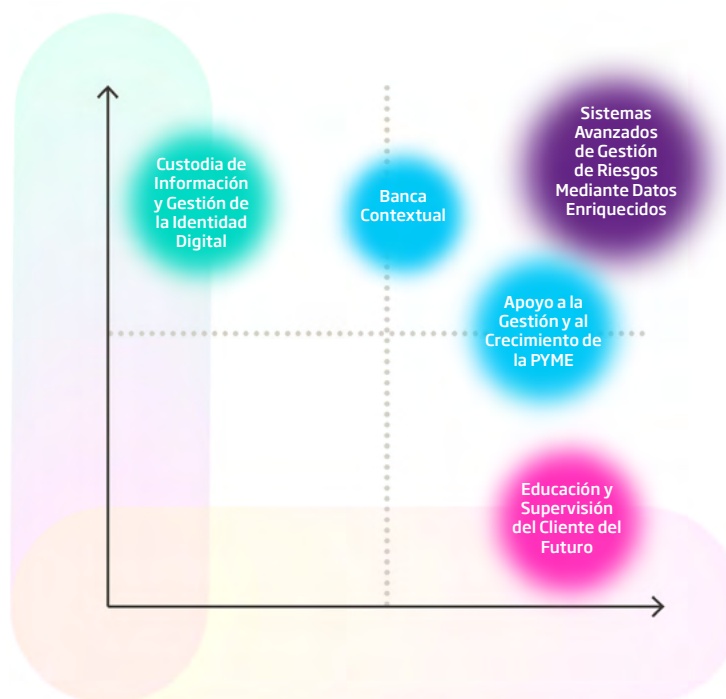 Custodia de
Información
y Gestión de
la Identidad
Digital
Banca
Contextual
Sistemas
Avanzados
de Gestión
de Riesgos
Mediante Datos
Enriquecidos
Apoyo a la
Gestión y al
Crecimiento de
la PYME
Educación y
Supervisión
del Cliente del
Futuro